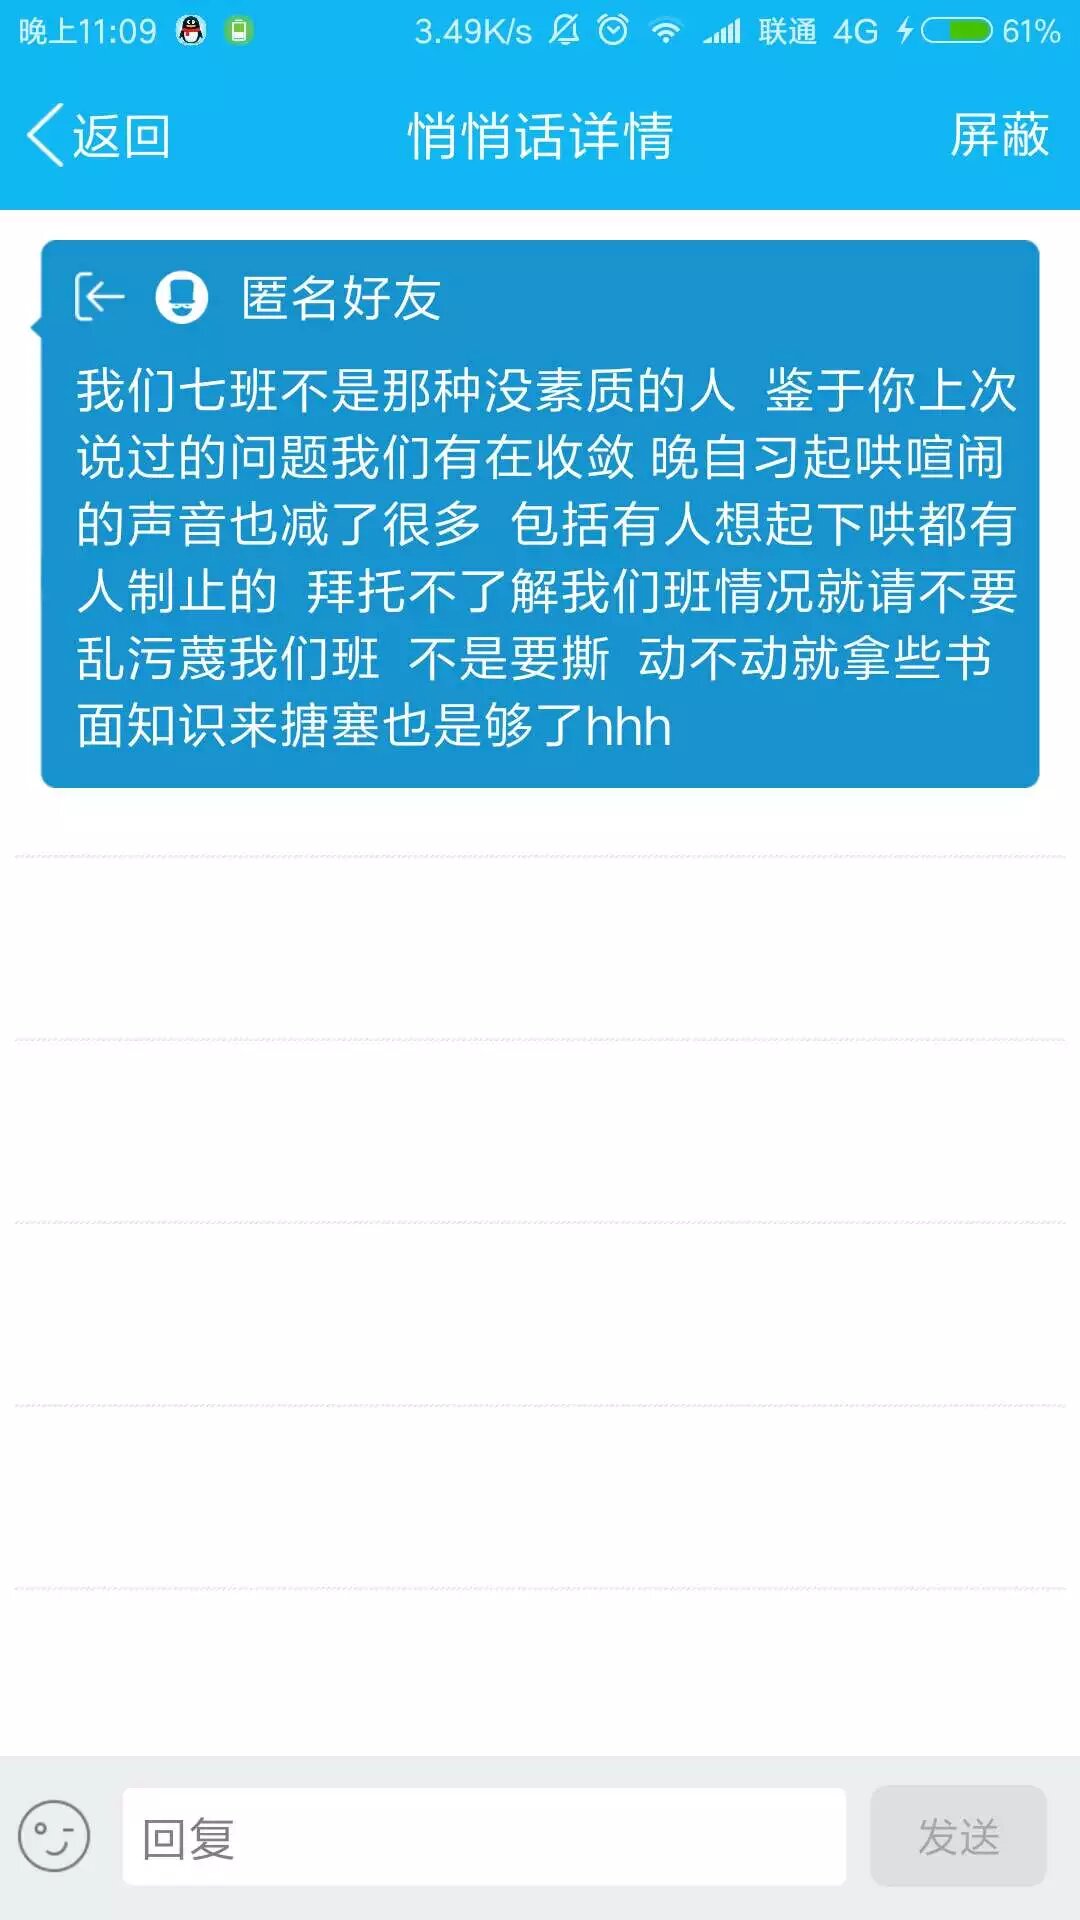 晚上11:09 3.49K/s 联通 4G 61%
返回 悄悄话详情 屏蔽
匿名好友
我们七班不是那种没素质的人 鉴于你上次
说过的问题我们有在收敛 晚自习起哄喧闹
的声音也减了很多 包括有人想起下哄都有
人制止的 拜托不了解我们班情况就请不要
乱污蔑我们班 不是要撕 动不动就拿些书
面知识来搪塞也是够了hhh
回复 发送